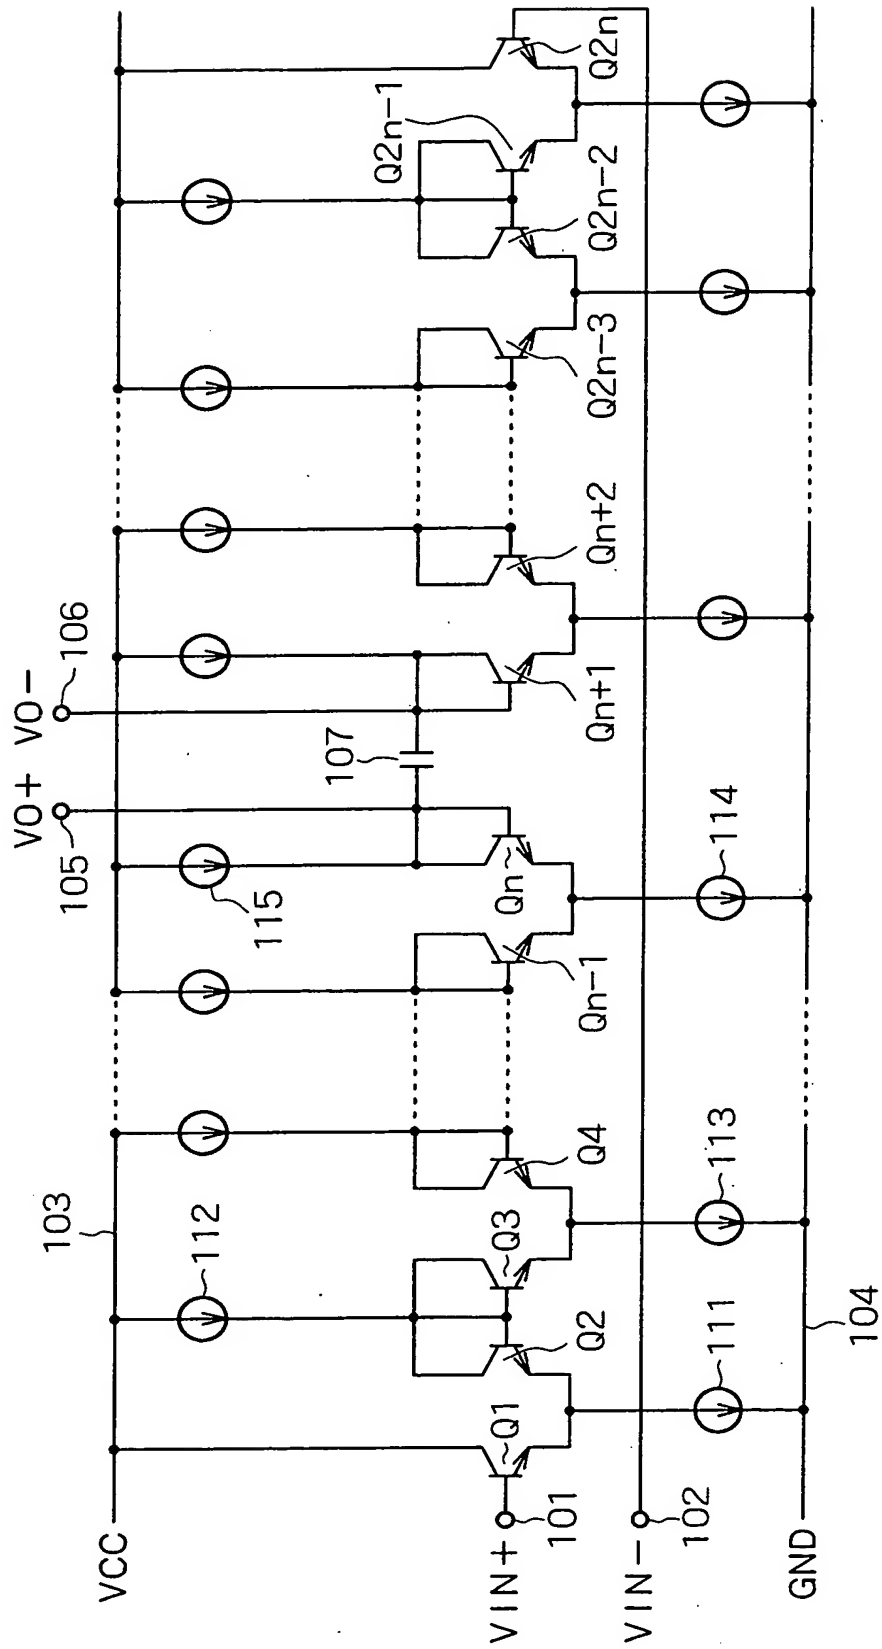 VCC
103
112
115
105
VO+
VO−
106
107
VIN+
101
Q1
Q2
Q3
Q4
Qn-1
Qn
Qn+1
Qn+2
Q2n-3
Q2n-2
Q2n-1
Q2n
VIN−
102
111
113
114
GND
104